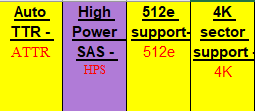 Auto
TTR -
ATTR
High
Power
SAS -
HPS
512e
support-
512e
4K
sector
support -
4K